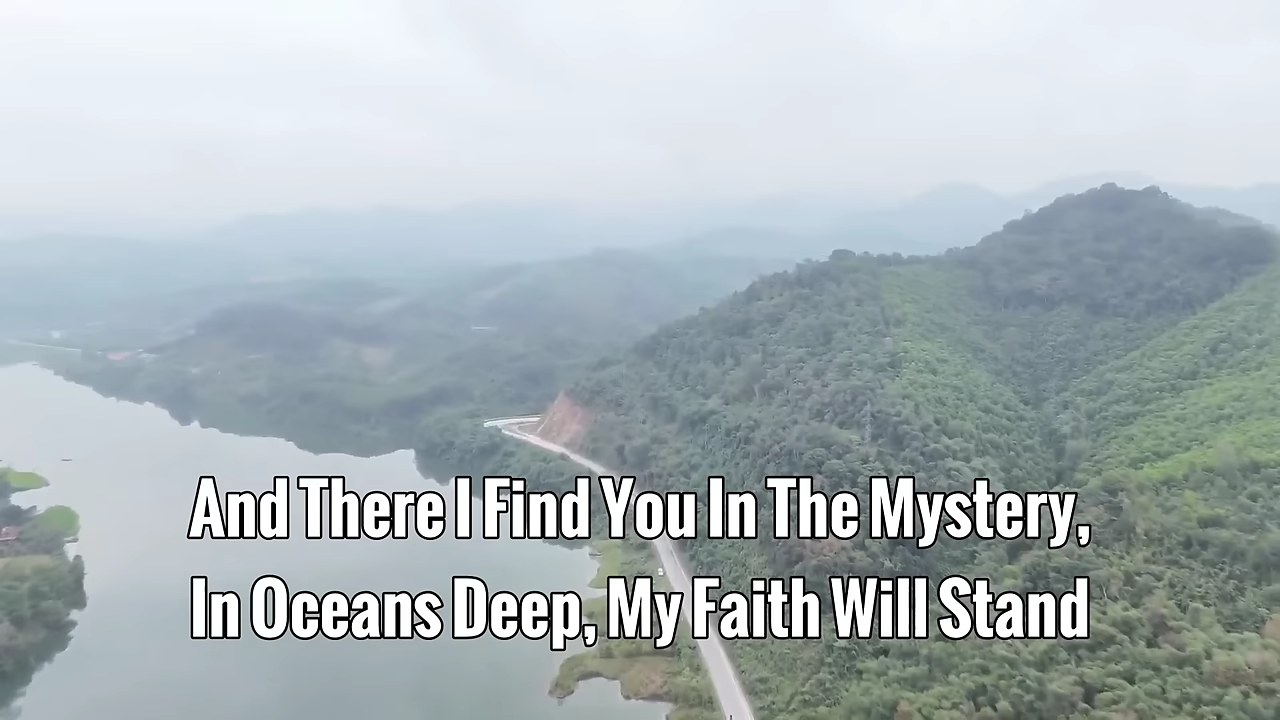 And There I Find You In The Mystery,
In Oceans Deep, My Faith Will Stand